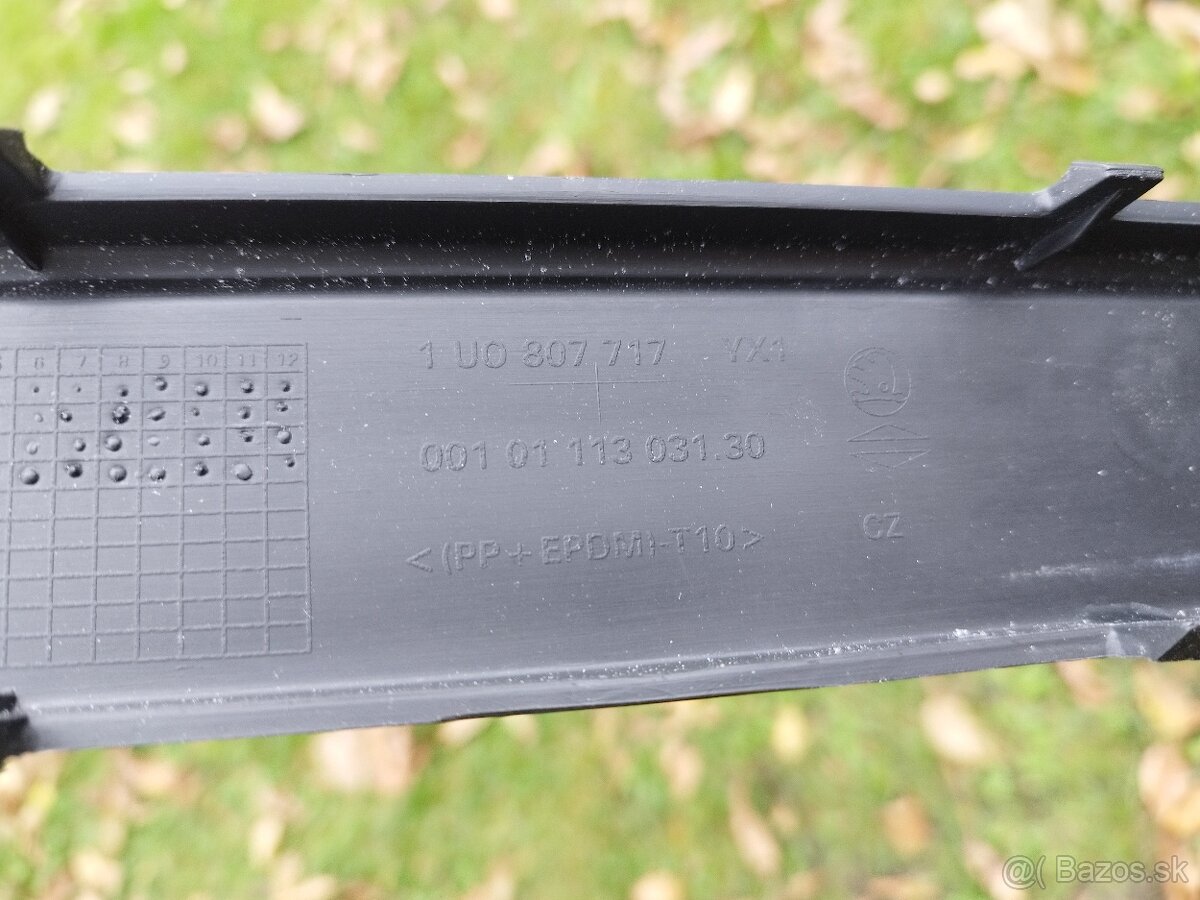 6 7 8 9 10 11 12
1 U0 807 717 YX1
001 01 113 031.30
<(PP+EPDM)-T10>
CZ
@( Bazos.sk